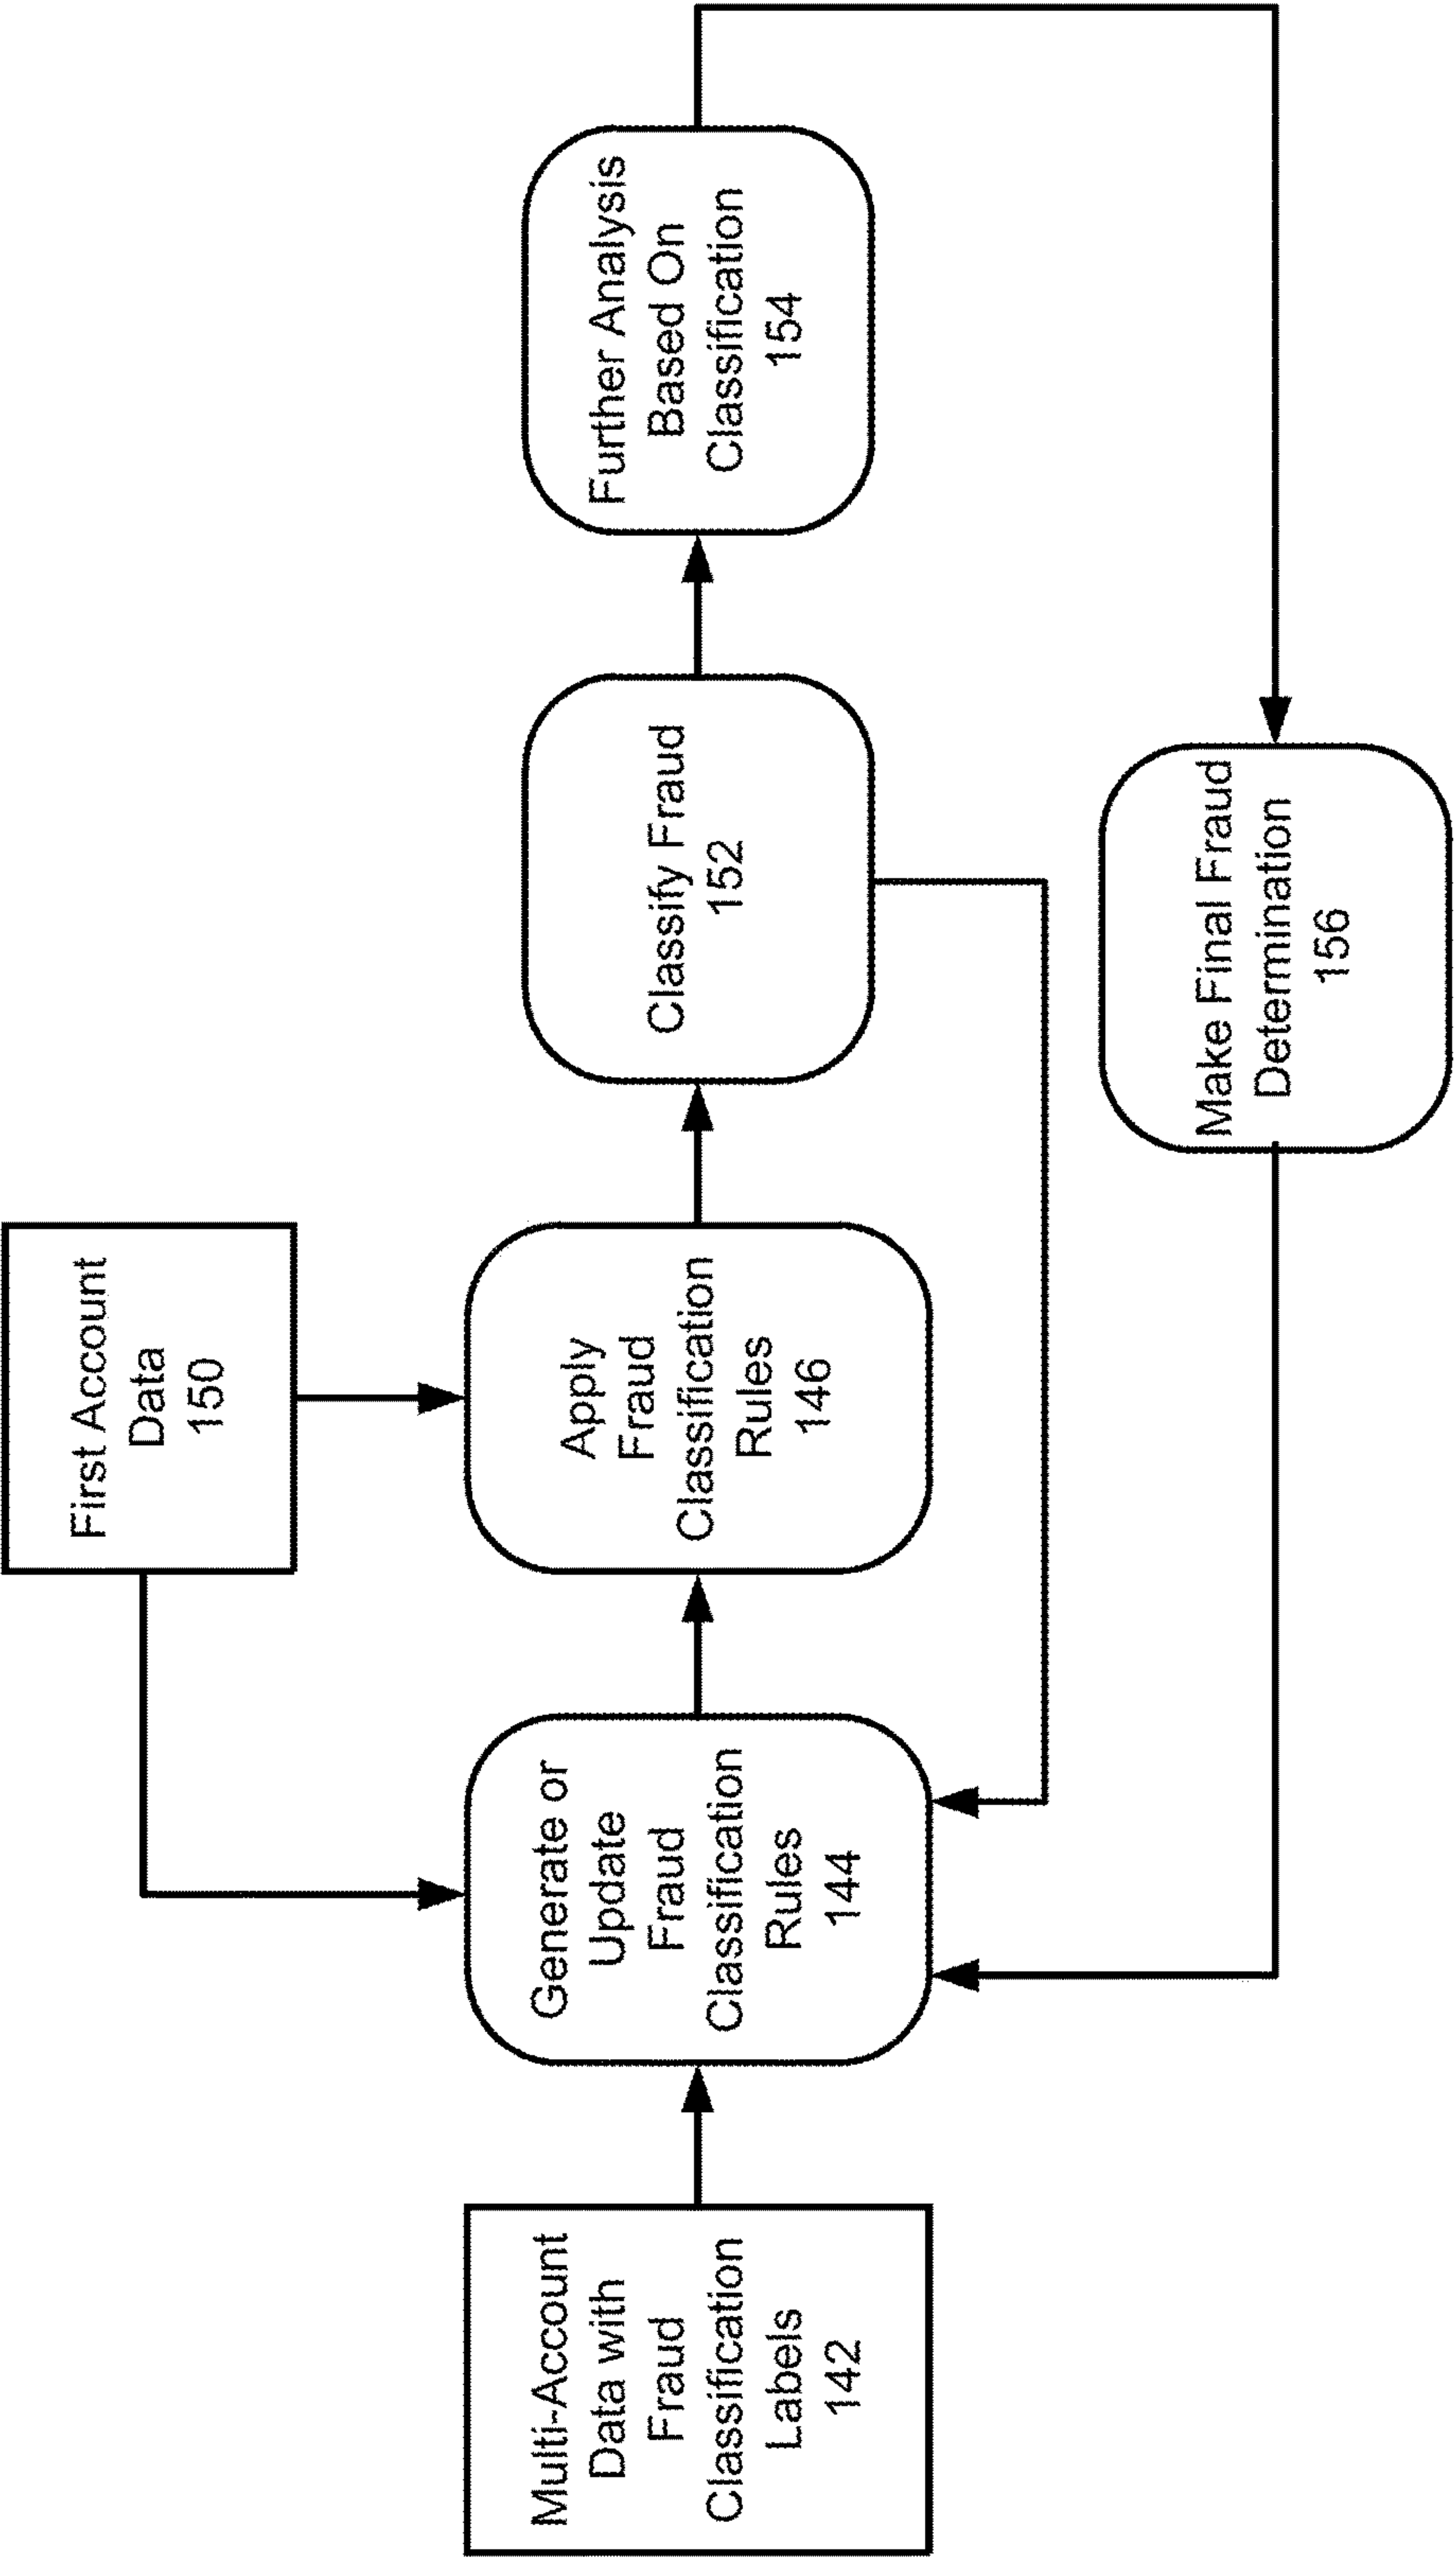 First Account
Data
150
Multi-Account
Data with
Fraud
Classification
Labels
142
Generate or
Update
Fraud
Classification
Rules
144
Apply
Fraud
Classification
Rules
146
Classify Fraud
152
Further Analysis
Based On
Classification
154
Make Final Fraud
Determination
156